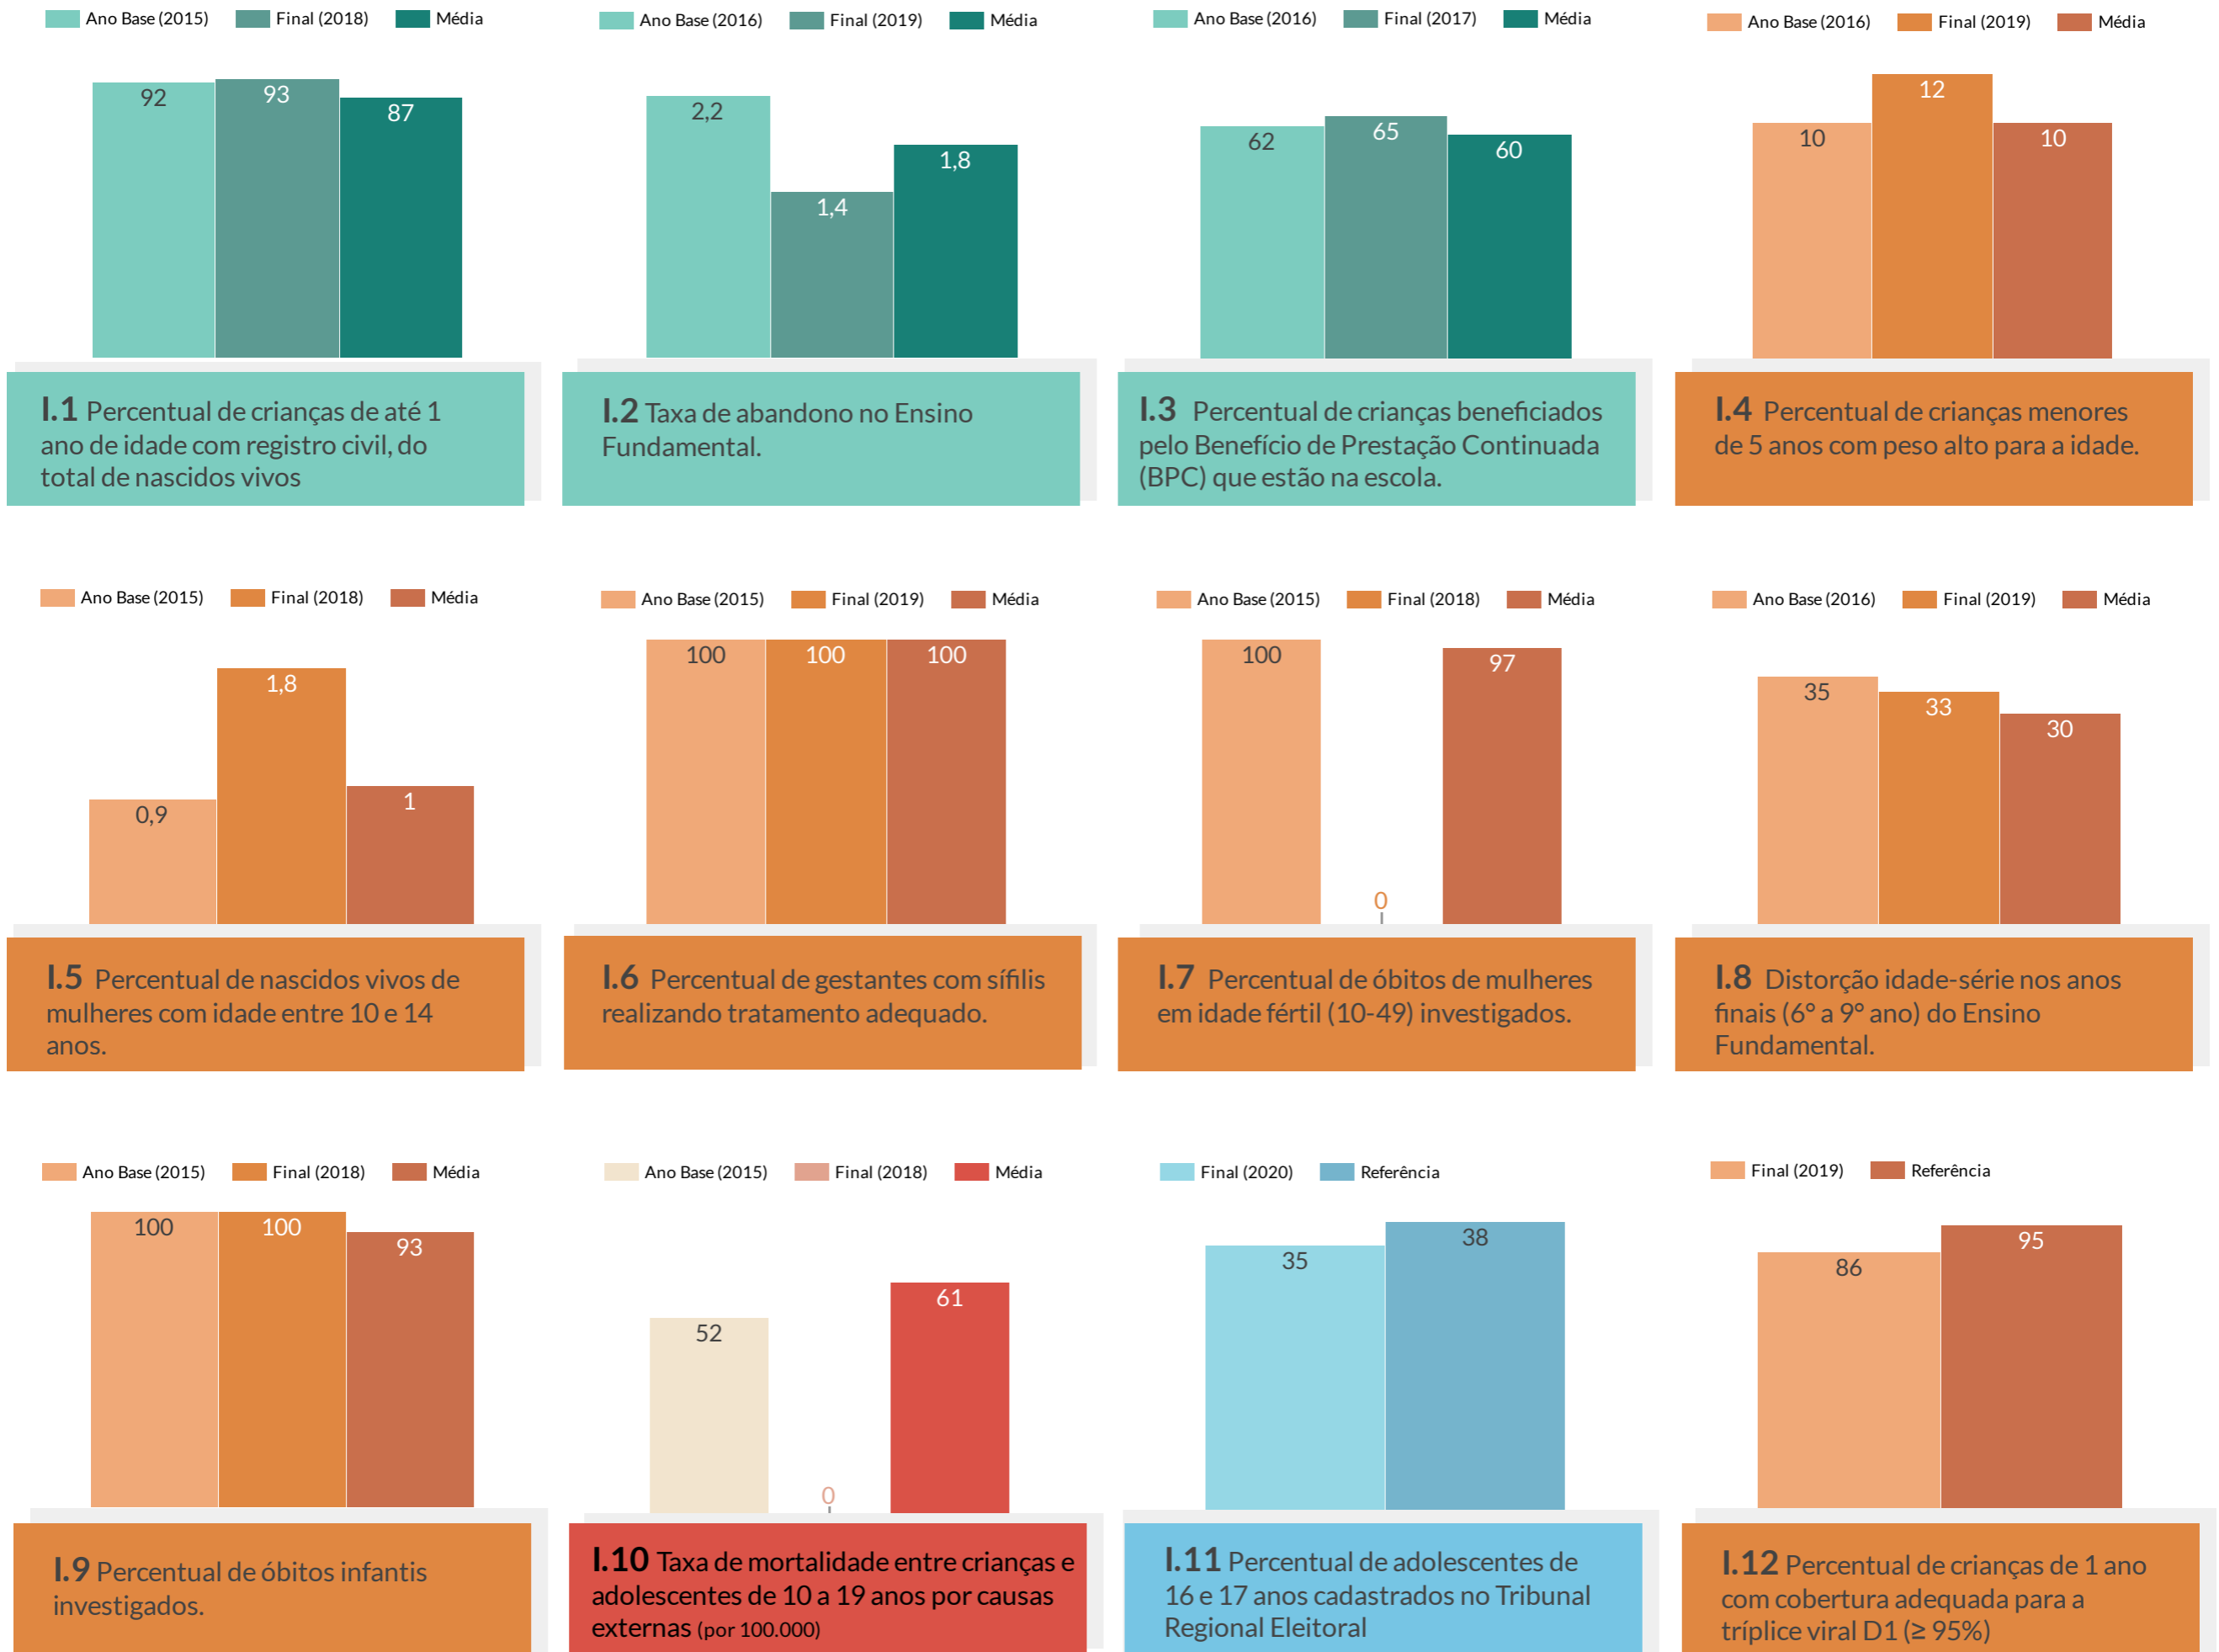 Ano Base (2015) Final (2018) Média
92 93 87
I.1 Percentual de crianças de até 1
ano de idade com registro civil, do
total de nascidos vivos
Ano Base (2016) Final (2019) Média
2,2 1,4 1,8
I.2 Taxa de abandono no Ensino
Fundamental.
Ano Base (2016) Final (2017) Média
62 65 60
I.3 Percentual de crianças beneficiados
pelo Benefício de Prestação Continuada
(BPC) que estão na escola.
Ano Base (2016) Final (2019) Média
10 12 10
I.4 Percentual de crianças menores
de 5 anos com peso alto para a idade.
Ano Base (2015) Final (2018) Média
0,9 1,8 1
I.5 Percentual de nascidos vivos de
mulheres com idade entre 10 e 14
anos.
Ano Base (2015) Final (2019) Média
100 100 100
I.6 Percentual de gestantes com sífilis
realizando tratamento adequado.
Ano Base (2015) Final (2018) Média
100 0 97
I.7 Percentual de óbitos de mulheres
em idade fértil (10-49) investigados.
Ano Base (2016) Final (2019) Média
35 33 30
I.8 Distorção idade-série nos anos
finais (6º a 9º ano) do Ensino
Fundamental.
Ano Base (2015) Final (2018) Média
100 100 93
I.9 Percentual de óbitos infantis
investigados.
Ano Base (2015) Final (2018) Média
52 0 61
I.10 Taxa de mortalidade entre crianças e
adolescentes de 10 a 19 anos por causas
externas (por 100.000)
Final (2020) Referência
35 38
I.11 Percentual de adolescentes de
16 e 17 anos cadastrados no Tribunal
Regional Eleitoral
Final (2019) Referência
86 95
I.12 Percentual de crianças de 1 ano
com cobertura adequada para a
tríplice viral D1 (≥ 95%)